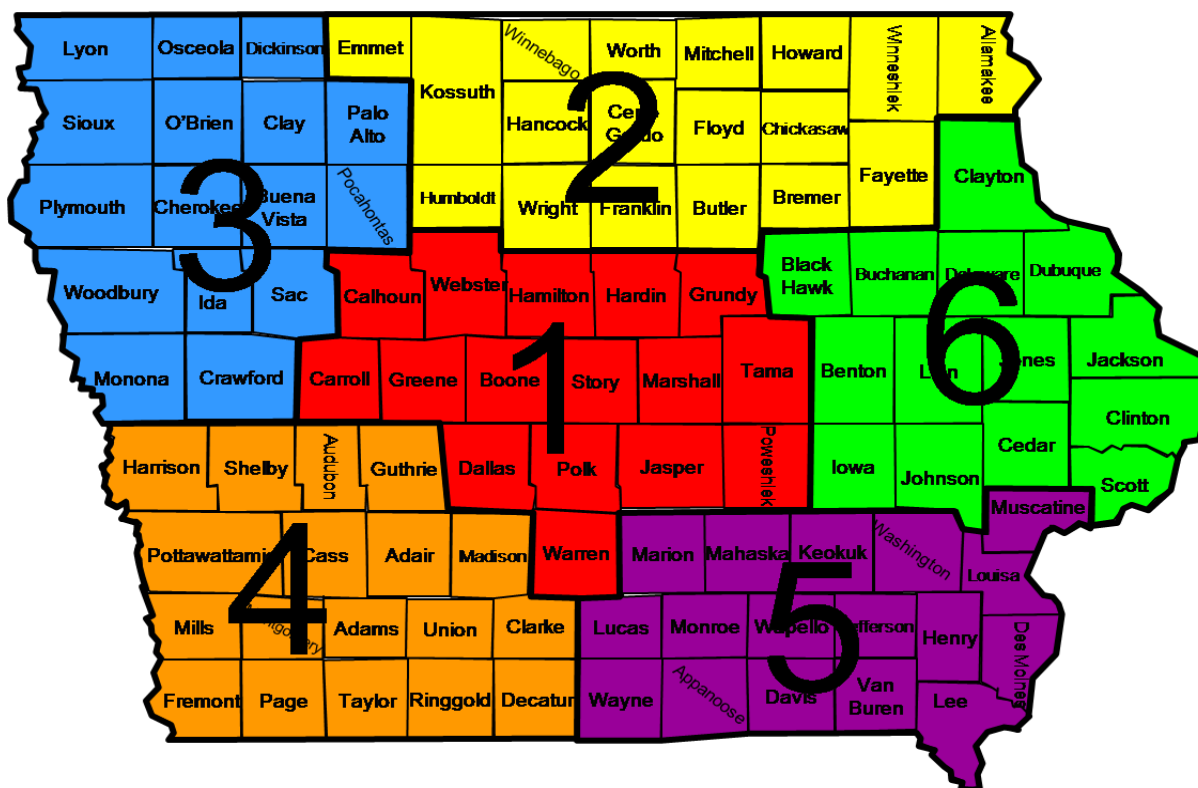 Lyon
Osceola
Dickinson
Emmet
Kossuth
Winnebago
Worth
Mitchell
Howard
Winneshiek
Allamakee
Sioux
O'Brien
Clay
Palo
Alto
Hancock
Cerro
Gordo
Floyd
Chickasaw
Fayette
Clayton
2
Plymouth
Cherokee
Buena
Vista
Pocahontas
Humboldt
Wright
Franklin
Butler
Bremer
3
Woodbury
Ida
Sac
Calhoun
Webster
Hamilton
Hardin
Grundy
Black
Hawk
Buchanan
Delaware
Dubuque
6
Monona
Crawford
Carroll
Greene
Boone
Story
Marshall
Tama
Benton
Linn
Jones
Jackson
Clinton
1
Harrison
Shelby
Audubon
Guthrie
Dallas
Polk
Jasper
Poweshiek
Iowa
Johnson
Cedar
Scott
Muscatine
Pottawattamie
Cass
Adair
Madison
Warren
Marion
Mahaska
Keokuk
Washington
Louisa
4
5
Mills
Montgomery
Adams
Union
Clarke
Lucas
Monroe
Wapello
Jefferson
Henry
Des Moines
Fremont
Page
Taylor
Ringgold
Decatur
Wayne
Appanoose
Davis
Van
Buren
Lee